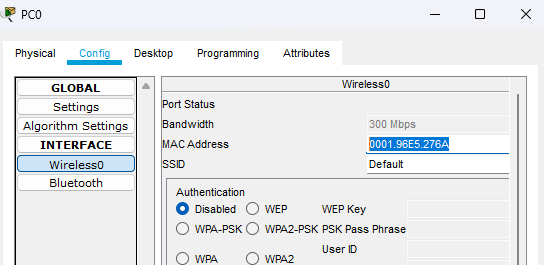 PC0
Physical Config Desktop Programming Attributes
GLOBAL
Settings
Algorithm Settings
INTERFACE
Wireless0
Bluetooth
Wireless0
Port Status
Bandwidth 300 Mbps
MAC Address 0001.96E5.276A
SSID Default
Authentication
Disabled WEP WEP Key
WPA-PSK WPA2-PSK PSK Pass Phrase
User ID
WPA WPA2